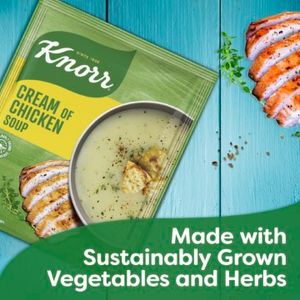 Knorr
CREAM OF
CHICKEN
SOUP
Made with
Sustainably Grown
Vegetables and Herbs